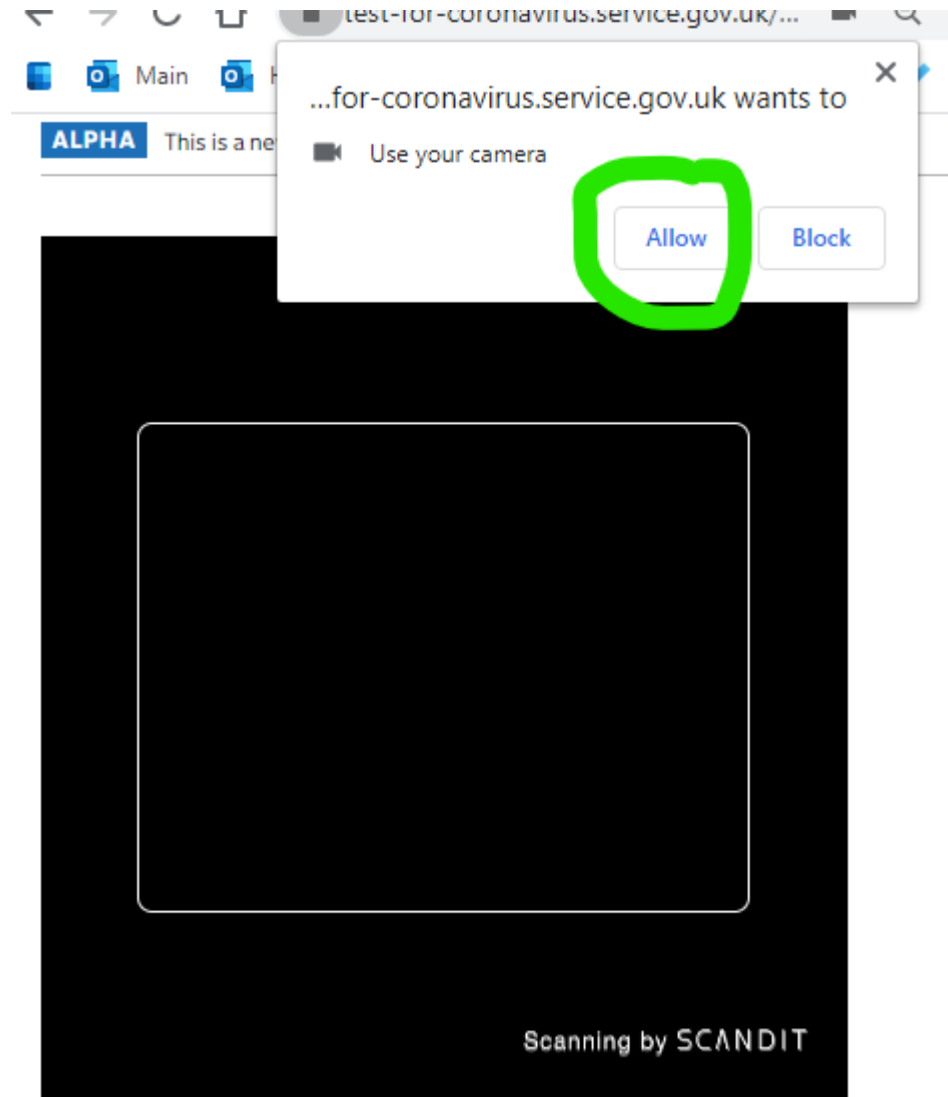 test-for-coronavirus.service.gov.uk/...
Main
...for-coronavirus.service.gov.uk wants to
Use your camera
ALPHA This is a ne
Allow Block
Scanning by SCANDIT